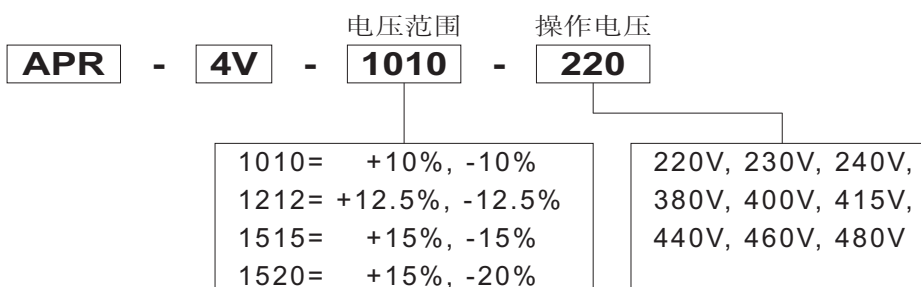 电压范围 操作电压
APR - 4V - 1010 - 220
1010= +10%, -10%
1212= +12.5%, -12.5%
1515= +15%, -15%
1520= +15%, -20%
220V, 230V, 240V,
380V, 400V, 415V,
440V, 460V, 480V